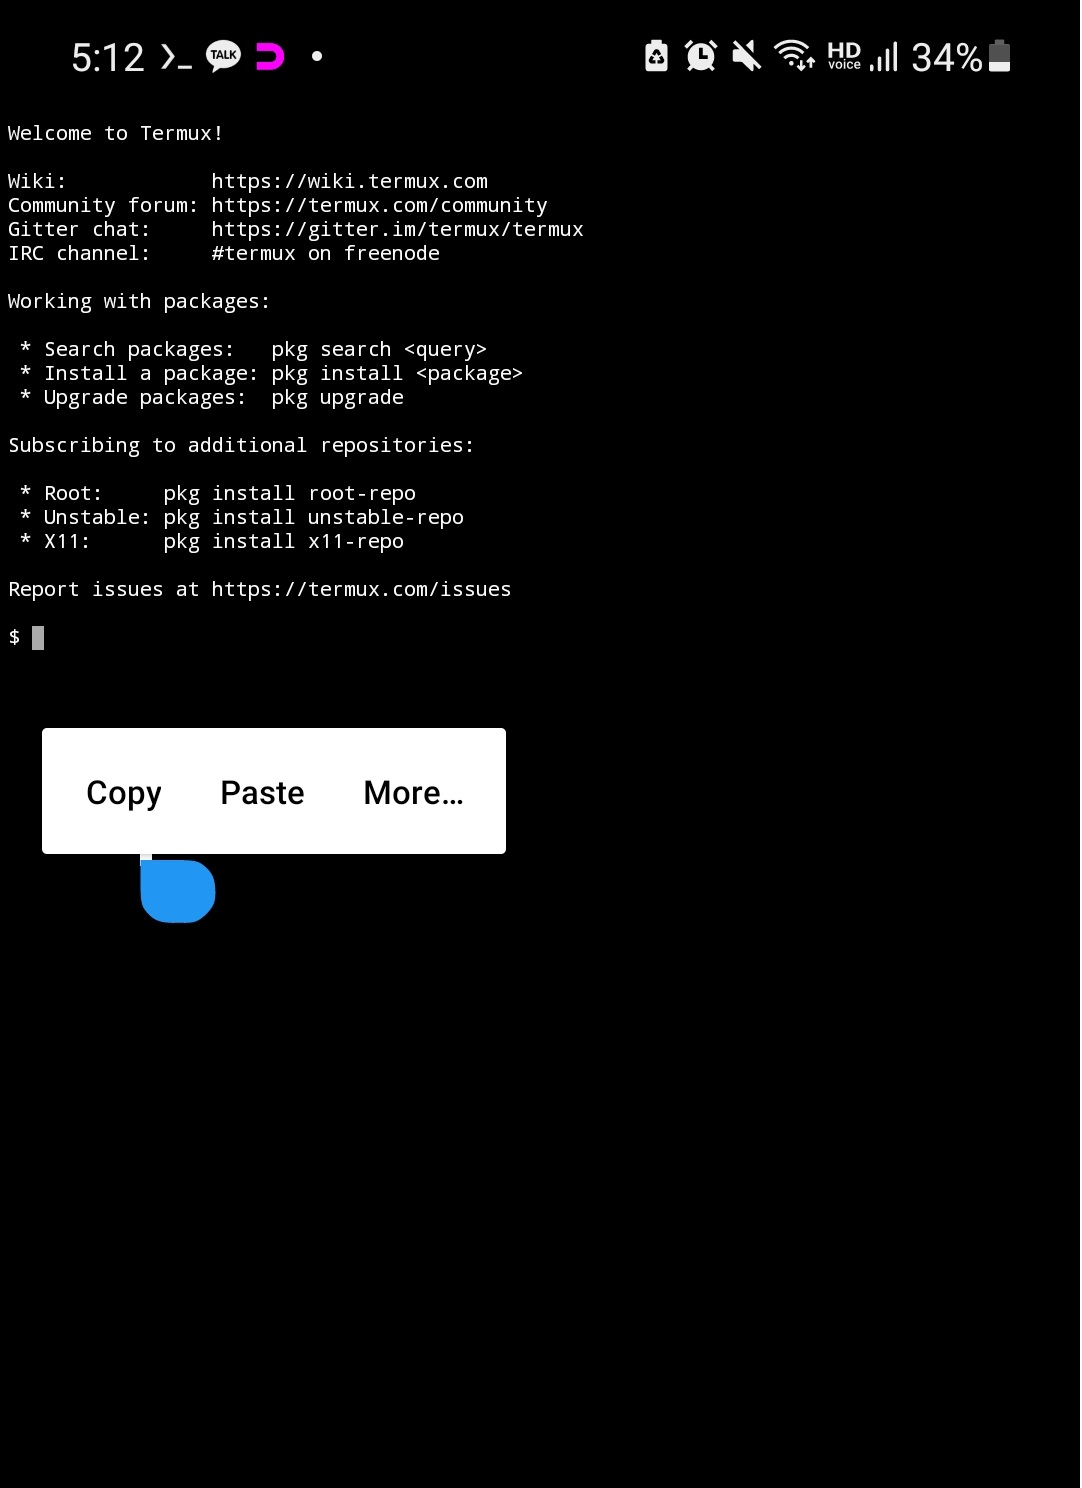 5:12 TALK HD voice 34%
Welcome to Termux!
Wiki: https://wiki.termux.com
Community forum: https://termux.com/community
Gitter chat: https://gitter.im/termux/termux
IRC channel: #termux on freenode
Working with packages:
* Search packages: pkg search <query>
* Install a package: pkg install <package>
* Upgrade packages: pkg upgrade
Subscribing to additional repositories:
* Root: pkg install root-repo
* Unstable: pkg install unstable-repo
* X11: pkg install x11-repo
Report issues at https://termux.com/issues
$
Copy Paste More...